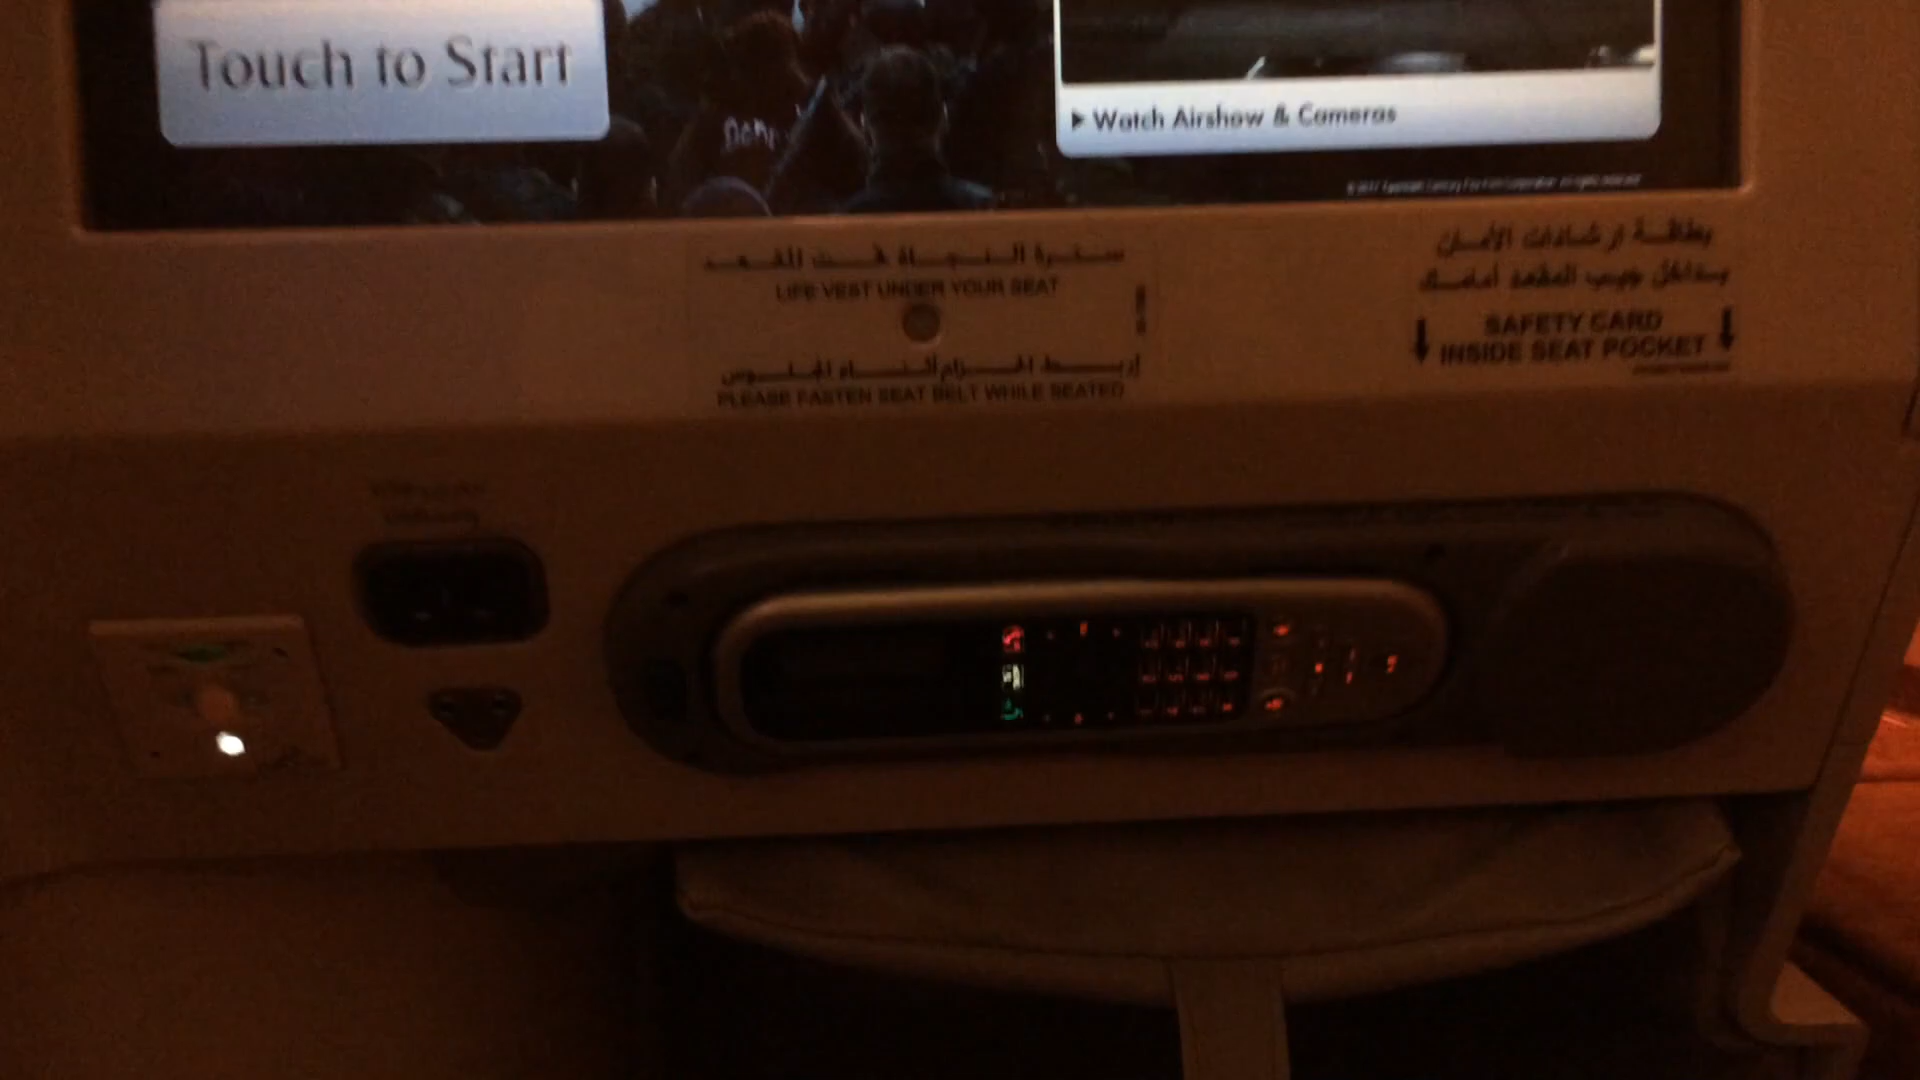 Touch to Start
▶ Watch Airshow & Cameras
سترة النجاة تحت المقعد
LIFE VEST UNDER YOUR SEAT
إربط الحزام أثناء الجلوس
PLEASE FASTEN SEAT BELT WHILE SEATED
بطاقة إرشادات الأمان
بداخل جيب المقعد أمامك
SAFETY CARD
INSIDE SEAT POCKET